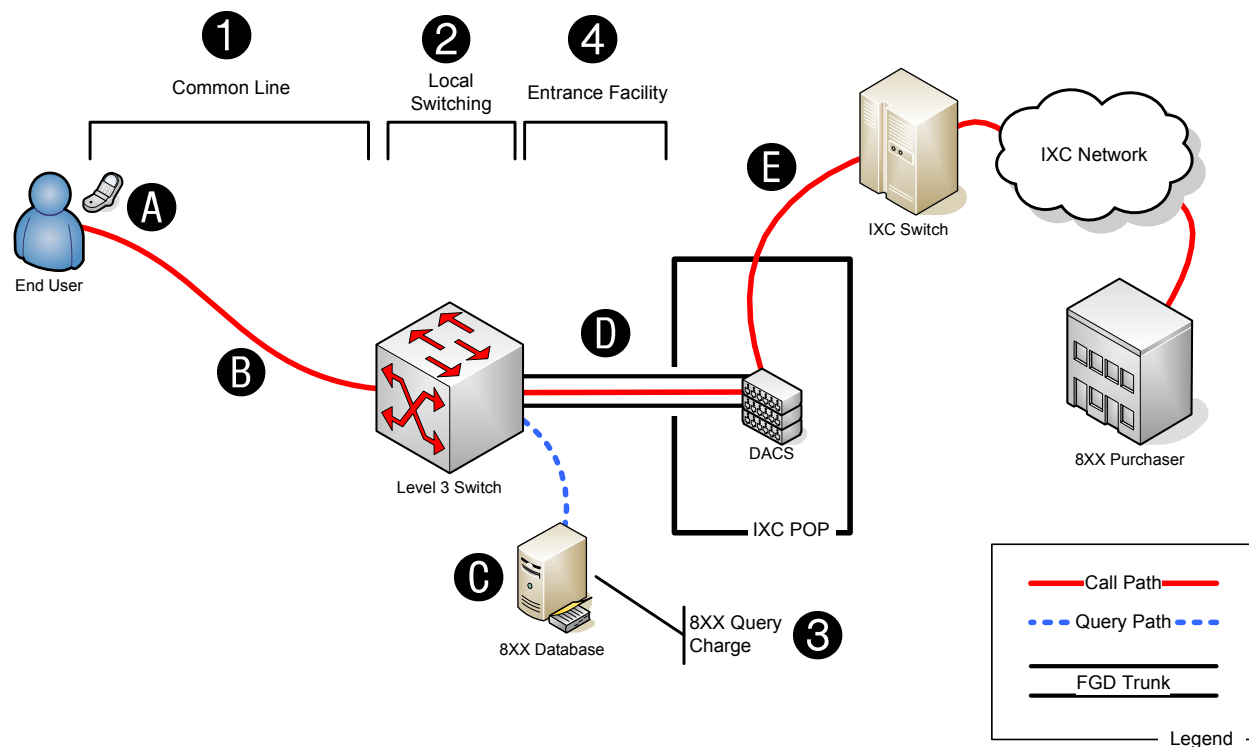 1
2
4
Common Line
Local
Switching
Entrance Facility
A
End User
B
Level 3 Switch
D
E
IXC Switch
IXC Network
8XX Purchaser
DACS
IXC POP
C
8XX Database
8XX Query
Charge
3
Call Path
Query Path
FGD Trunk
Legend